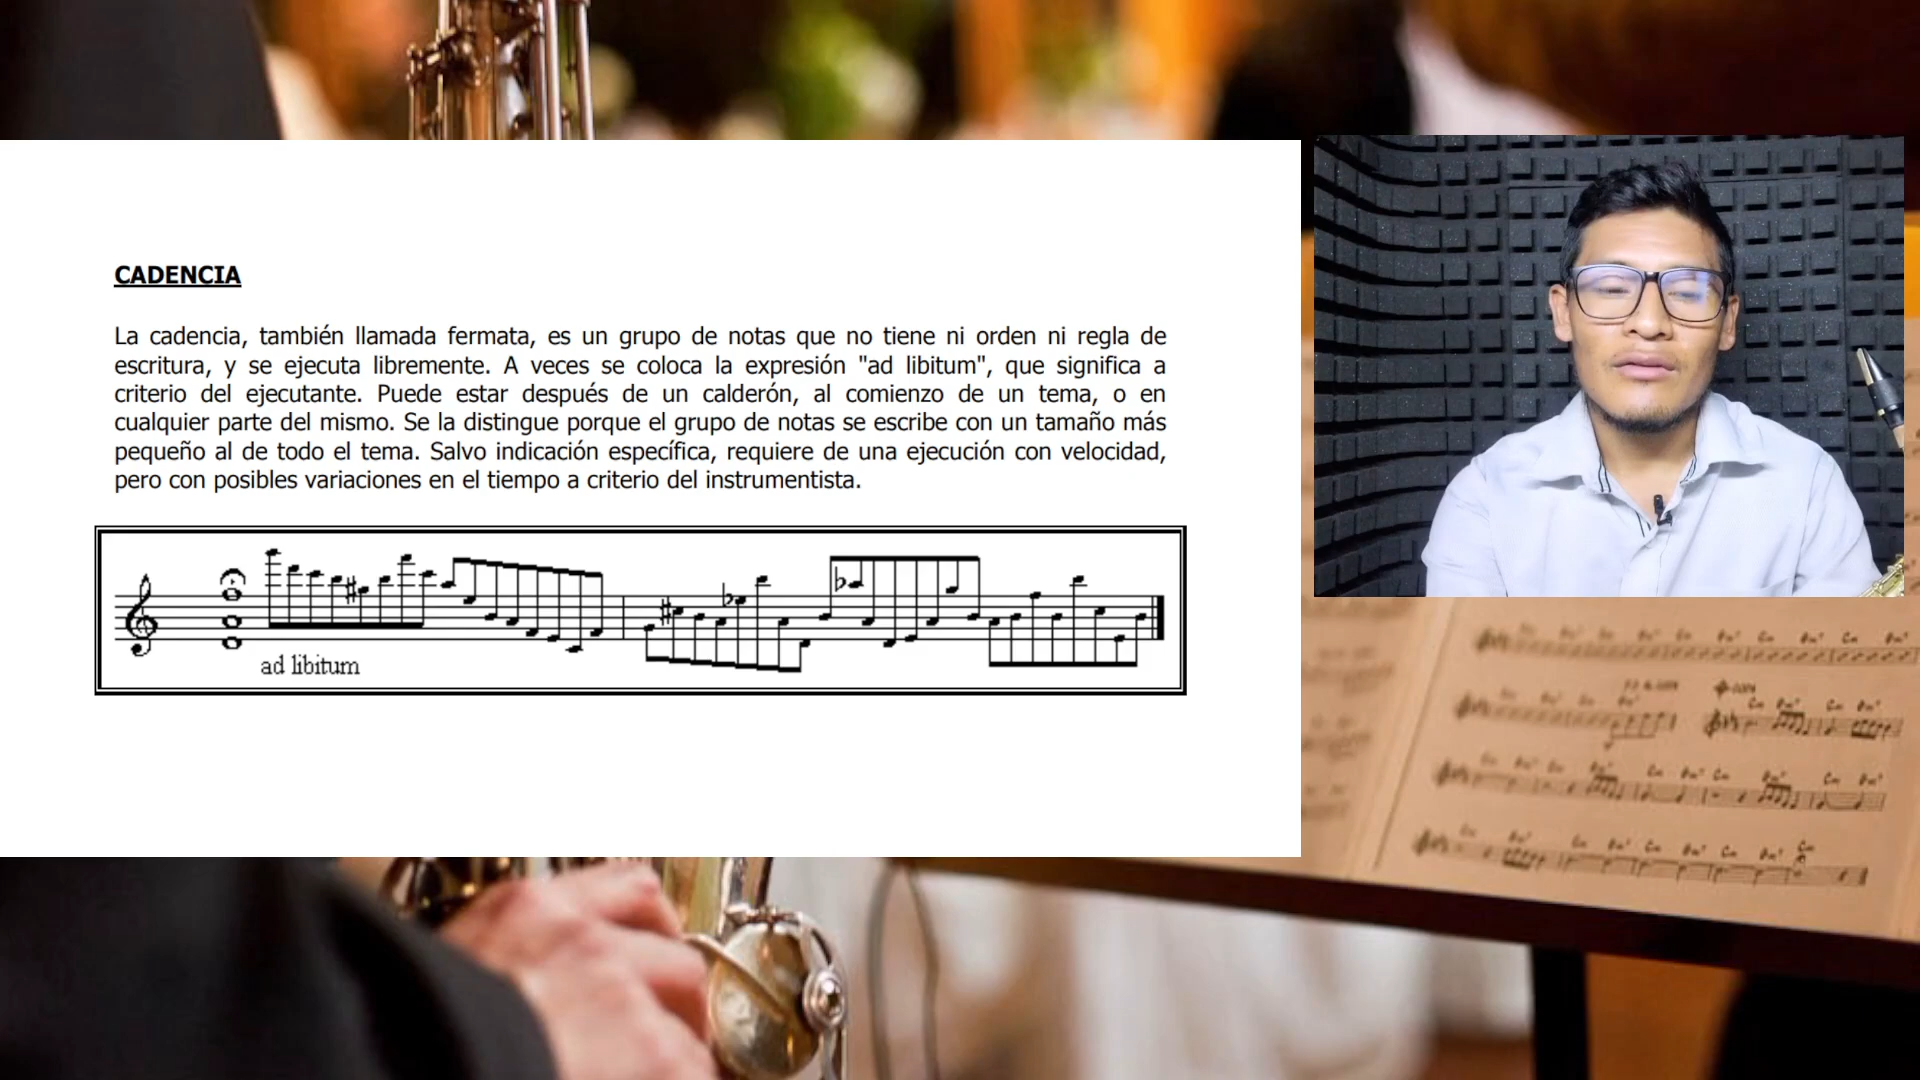 CADENCIA
La cadencia, también llamada fermata, es un grupo de notas que no tiene ni orden ni regla de
escritura, y se ejecuta libremente. A veces se coloca la expresión "ad libitum", que significa a
criterio del ejecutante. Puede estar después de un calderón, al comienzo de un tema, o en
cualquier parte del mismo. Se la distingue porque el grupo de notas se escribe con un tamaño más
pequeño al de todo el tema. Salvo indicación específica, requiere de una ejecución con velocidad,
pero con posibles variaciones en el tiempo a criterio del instrumentista.
ad libitum